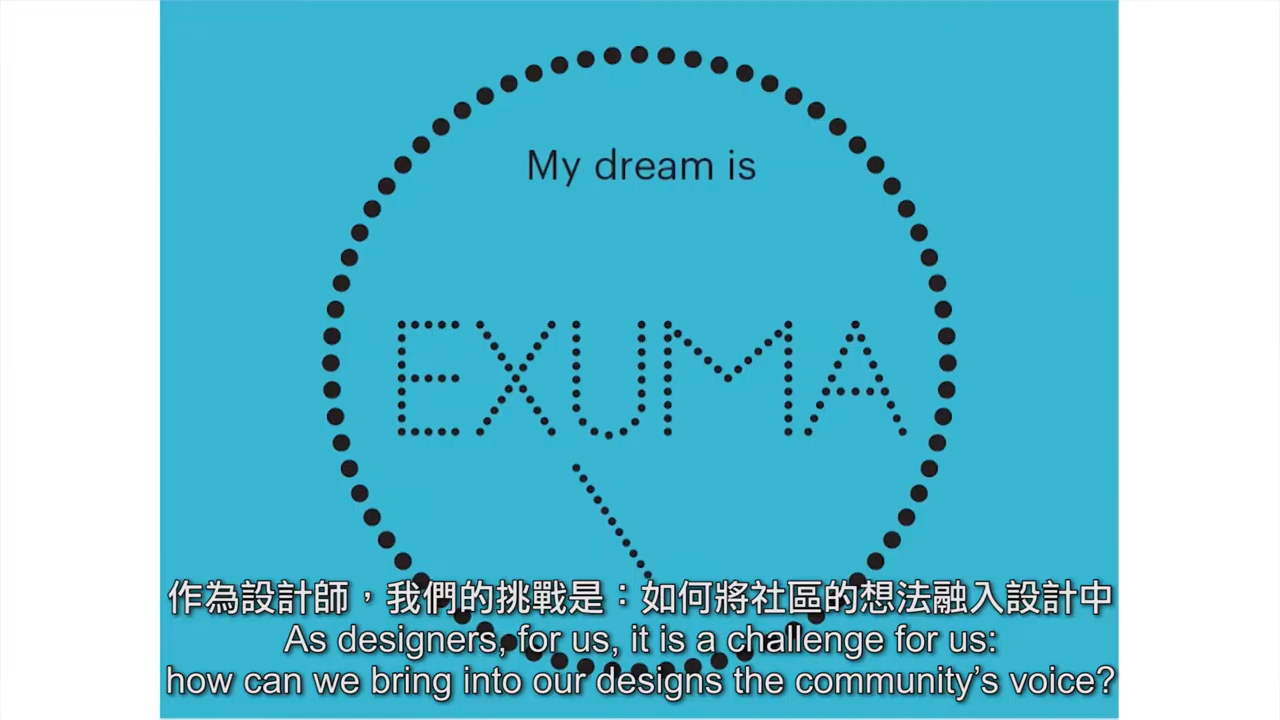 My dream is
EXUMA
作為設計師，我們的挑戰是：如何將社區的想法融入設計中
As designers, for us, it is a challenge for us:
how can we bring into our designs the community’s voice?